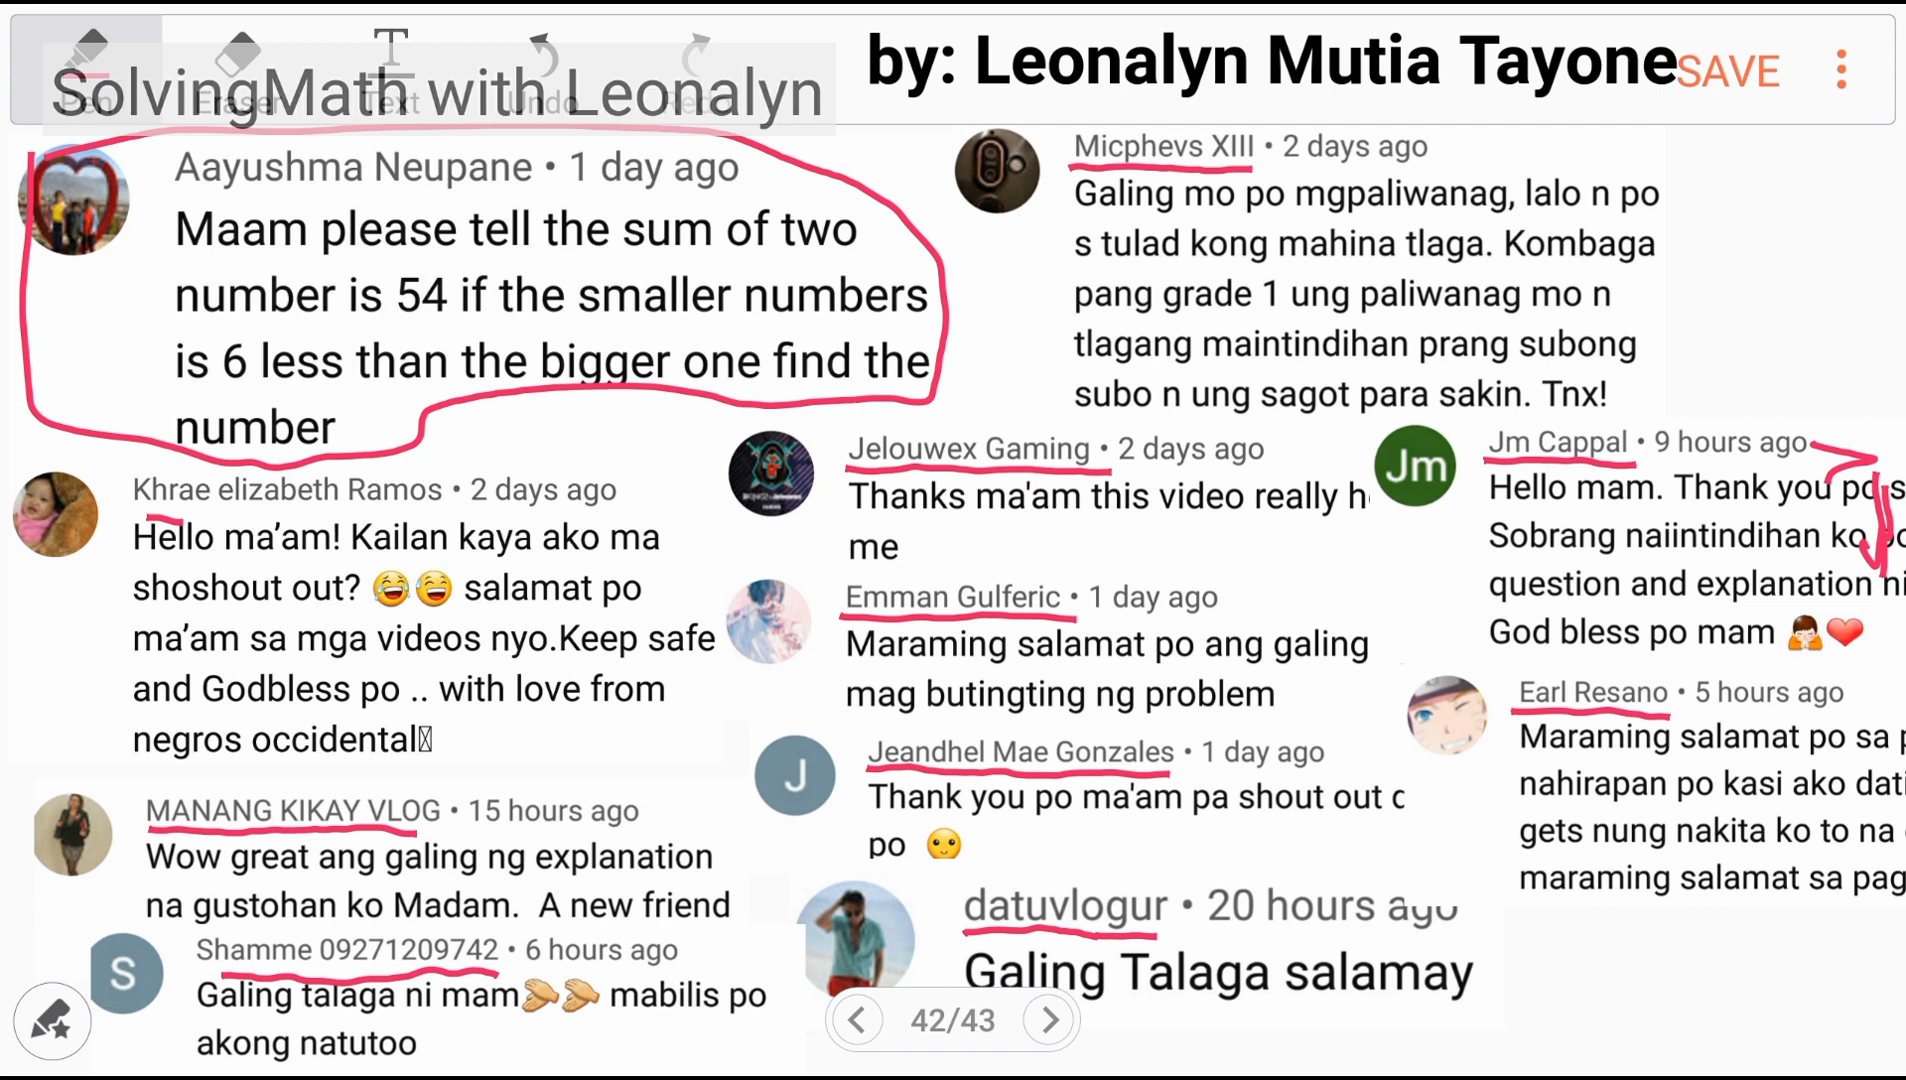 Pen Eraser Text Undo Redo
SolvingMath with Leonalyn
by: Leonalyn Mutia Tayone
SAVE
Aayushma Neupane • 1 day ago
Maam please tell the sum of two
number is 54 if the smaller numbers
is 6 less than the bigger one find the
number
Khrae elizabeth Ramos • 2 days ago
Hello ma’am! Kailan kaya ako ma
shoshout out? 😂😂 salamat po
ma’am sa mga videos nyo.Keep safe
and Godbless po .. with love from
negros occidental
MANANG KIKAY VLOG • 15 hours ago
Wow great ang galing ng explanation
na gustohan ko Madam. A new friend
S
Shamme 09271209742 • 6 hours ago
Galing talaga ni mam👏👏 mabilis po
akong natutoo
Micphevs XIII • 2 days ago
Galing mo po mgpaliwanag, lalo n po
s tulad kong mahina tlaga. Kombaga
pang grade 1 ung paliwanag mo n
tlagang maintindihan prang subong
subo n ung sagot para sakin. Tnx!
Jelouwex Gaming • 2 days ago
Thanks ma'am this video really h
me
Emman Gulferic • 1 day ago
Maraming salamat po ang galing
mag butingting ng problem
J
Jeandhel Mae Gonzales • 1 day ago
Thank you po ma'am pa shout out
po 🙂
datuvlogur • 20 hours ago
Galing Talaga salamay
42/43
Jm
Jm Cappal • 9 hours ago
Hello mam. Thank you po s
Sobrang naiintindihan ko
question and explanation ni
God bless po mam 🙏❤️
Earl Resano • 5 hours ago
Maraming salamat po sa p
nahirapan po kasi ako dati
gets nung nakita ko to na
maraming salamat sa pag